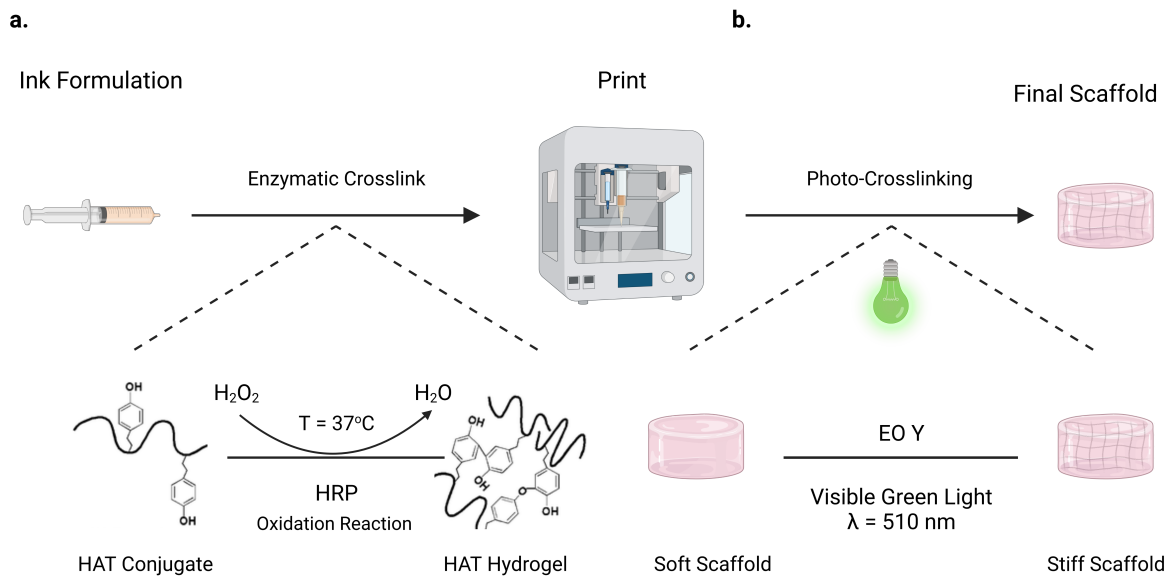 a.
b.
Ink Formulation
Print
Final Scaffold
Enzymatic Crosslink
Photo-Crosslinking
OH
H₂O₂
H₂O
T = 37ºC
OH
OH
O
OH
OH
HRP
Oxidation Reaction
EO Y
Visible Green Light
λ = 510 nm
HAT Conjugate
HAT Hydrogel
Soft Scaffold
Stiff Scaffold